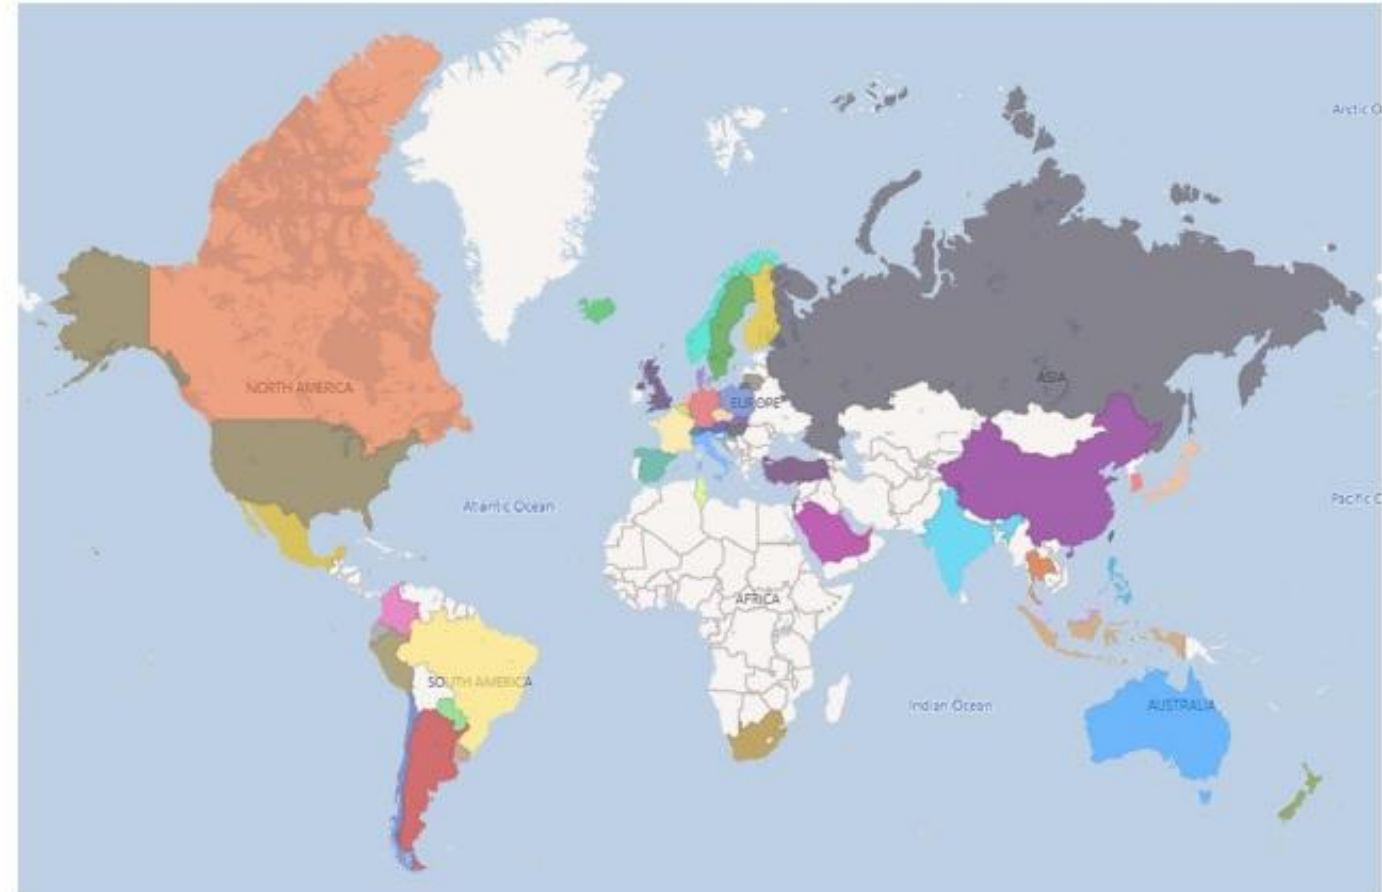 Arctic O
NORTH AMERICA
ASIA
EUROPE
Atlantic Ocean
Pacific O
AFRICA
SOUTH AMERICA
Indian Ocean
AUSTRALIA